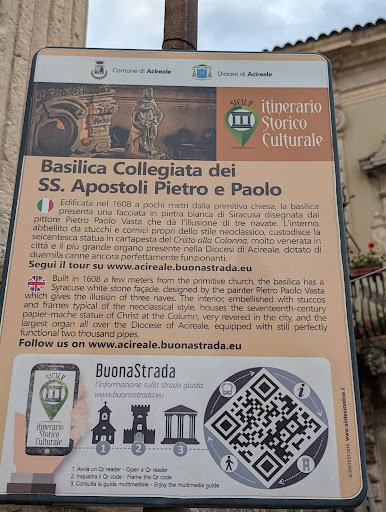 Comune di Acireale
Diocesi di Acireale
SICILY
itinerario
Storico
Culturale
Basilica Collegiata dei
SS. Apostoli Pietro e Paolo
Edificata nel 1608 a pochi metri dalla primitiva chiesa, la basilica
presenta una facciata in pietra bianca di Siracusa disegnata dal
pittore Pietro Paolo Vasta che dà l'illusione di tre navate. L'interno,
abbellito da stucchi e cornici propri dello stile neoclassico, custodisce la
seicentesca statua in cartapesta del Cristo alla Colonna, molto venerata in
città e il più grande organo presente nella Diocesi di Acireale, dotato di
duemila canne ancora perfettamente funzionanti.
Segui il tour su www.acireale.buonastrada.eu
Built in 1608 a few meters from the primitive church, the basilica has a
Syracuse white stone façade, designed by the painter Pietro Paolo Vasta
which gives the illusion of three naves. The interior, embellished with stuccos
and frames typical of the neoclassical style, houses the seventeenth-century
papier-mache statue of Christ at the Column, very revered in the city, and the
largest organ all over the Diocese of Acireale, equipped with still perfectly
functional two thousand pipes.
Follow us on www.acireale.buonastrada.eu
SICILY
itinerario
Storico
Culturale
BuonaStrada
l'informazione sulla strada giusta.
www.buonastrada.eu
1 2 3
1. Avvia un Qr reader - Open a Qr reader
2. Inquadra il Qr code - Frame the Qr code
3. Consulta la guida multimediale - Enjoy the multimedia guide
www.sintesionline.it